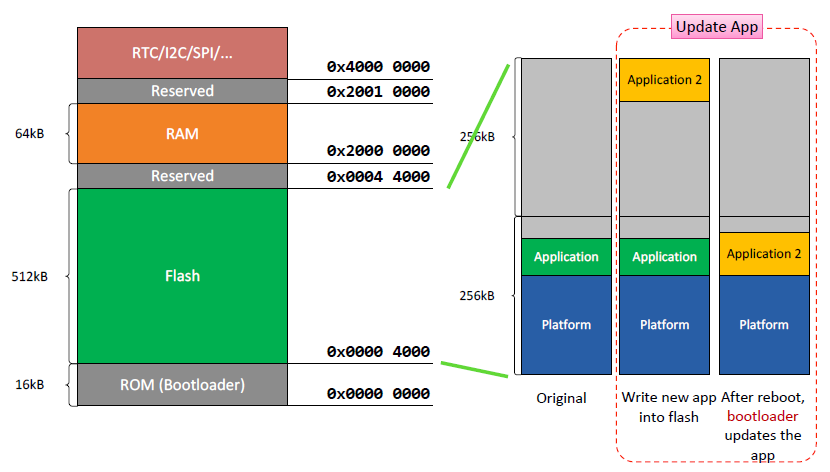 Update App
RTC/I2C/SPI/...
0x4000 0000
Reserved
0x2001 0000
64kB
RAM
0x2000 0000
Reserved
0x0004 4000
512kB
Flash
0x0000 4000
16kB
ROM (Bootloader)
0x0000 0000
256kB
256kB
Application
Platform
Original
Application 2
Application
Platform
Write new app
into flash
Application 2
Platform
After reboot,
bootloader
updates the
app